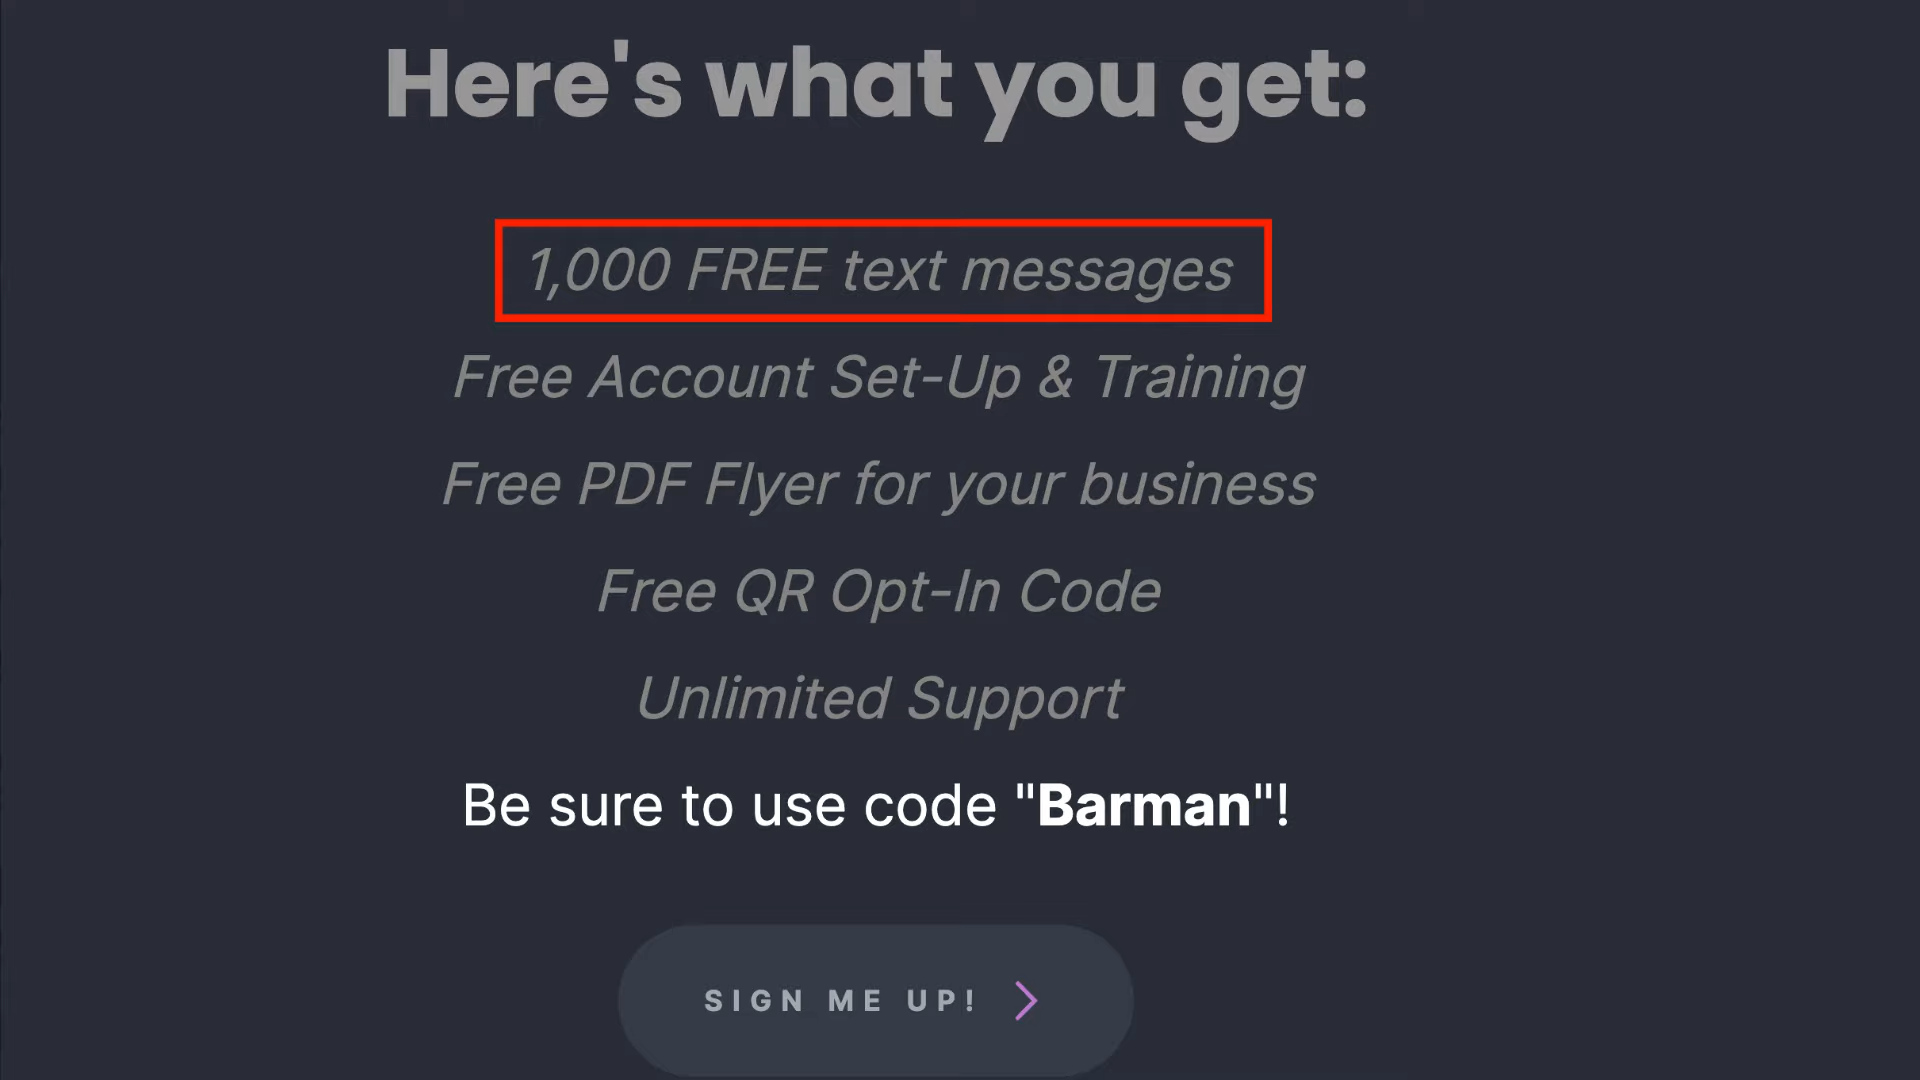 Here's what you get:
1,000 FREE text messages
Free Account Set-Up & Training
Free PDF Flyer for your business
Free QR Opt-In Code
Unlimited Support
Be sure to use code "Barman"!
SIGN ME UP!